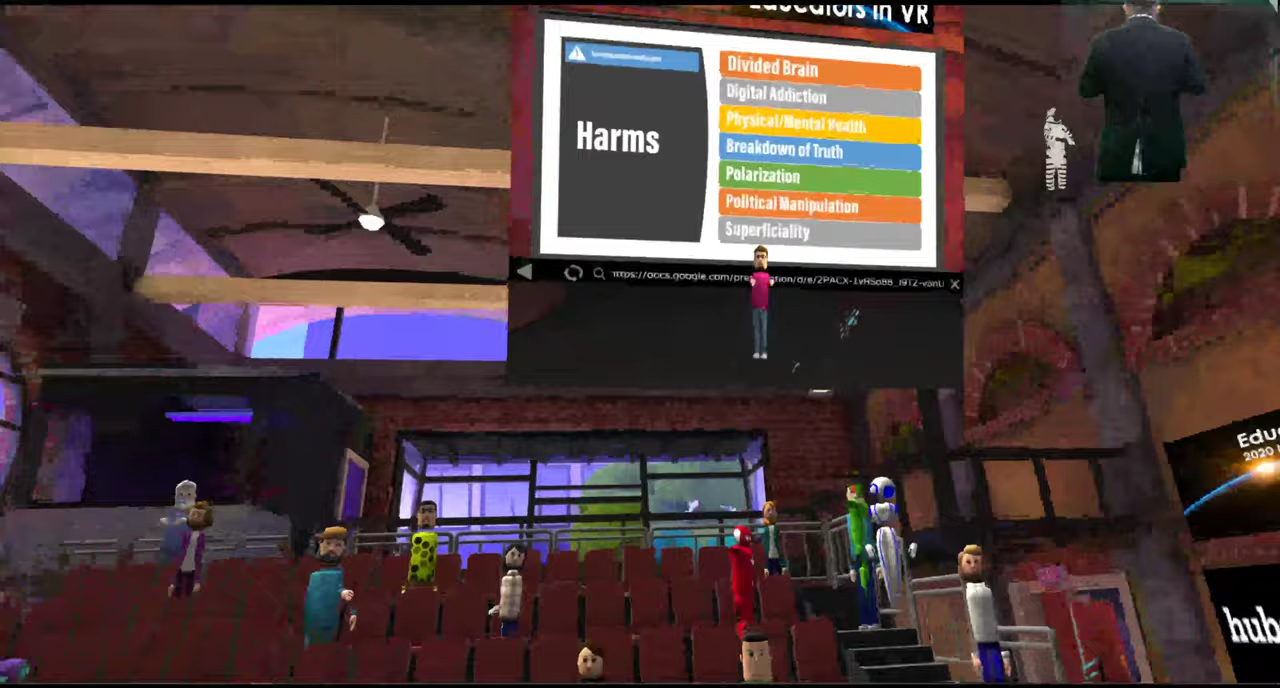 Educators in VR
Harms
Divided Brain
Digital Addiction
Physical/Mental Health
Breakdown of Truth
Polarization
Political Manipulation
Superficiality
Edu
2020
hub